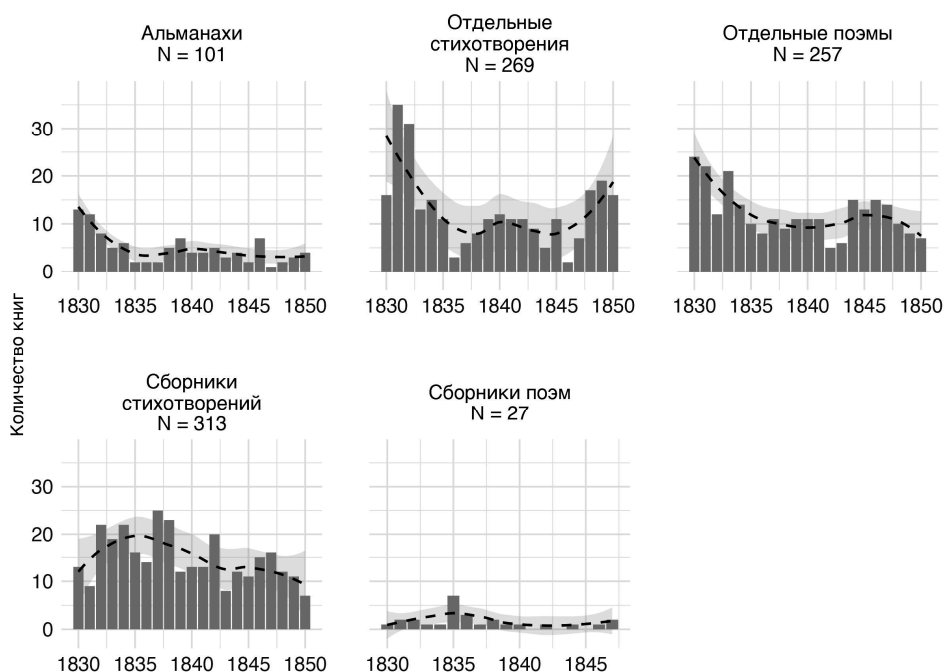 Альманахи
N = 101
Отдельные
стихотворения
N = 269
Отдельные поэмы
N = 257
Количество книг
30
20
10
0
1830 1835 1840 1845 1850
1830 1835 1840 1845 1850
1830 1835 1840 1845 1850
Сборники
стихотворений
N = 313
Сборники поэм
N = 27
30
20
10
0
1830 1835 1840 1845 1850
1830 1835 1840 1845